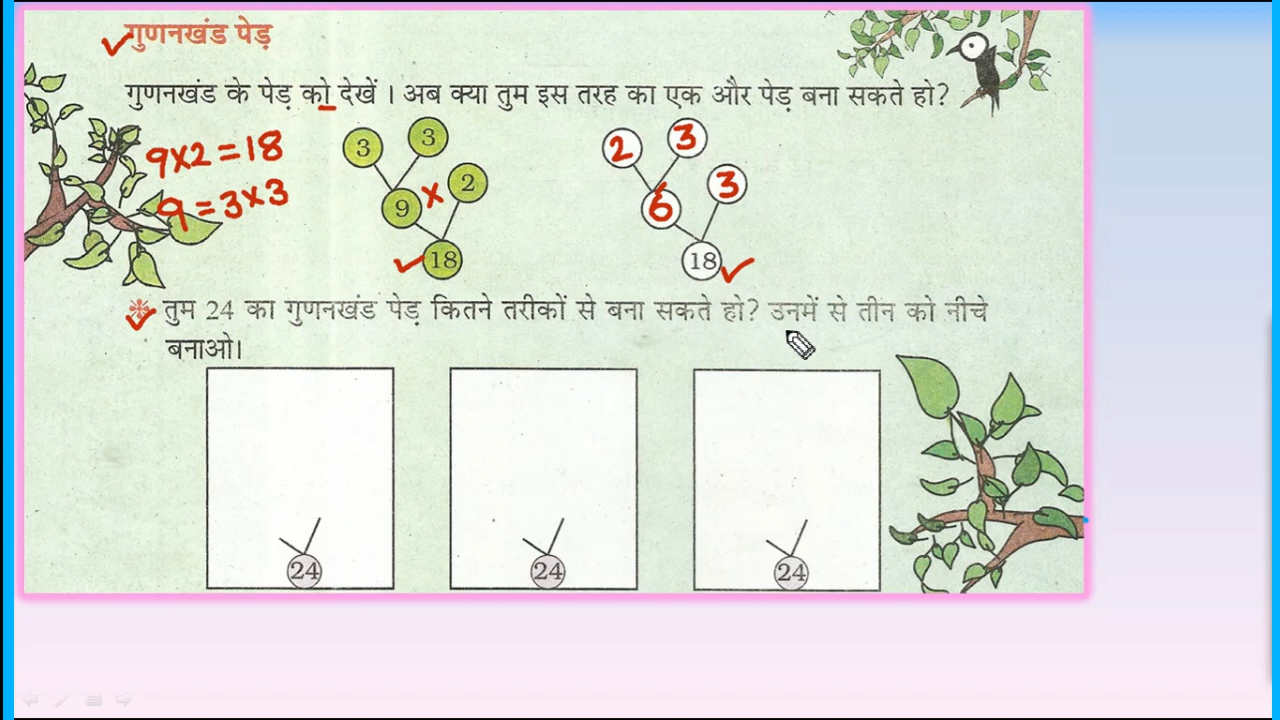 गुणनखंड पेड़
गुणनखंड के पेड़ को देखें । अब क्या तुम इस तरह का एक और पेड़ बना सकते हो?
9x2=18
9=3x3
3
3
9
x
2
18
2
3
6
3
18
तुम 24 का गुणनखंड पेड़ कितने तरीकों से बना सकते हो? उनमें से तीन को नीचे
बनाओ।
24
24
24